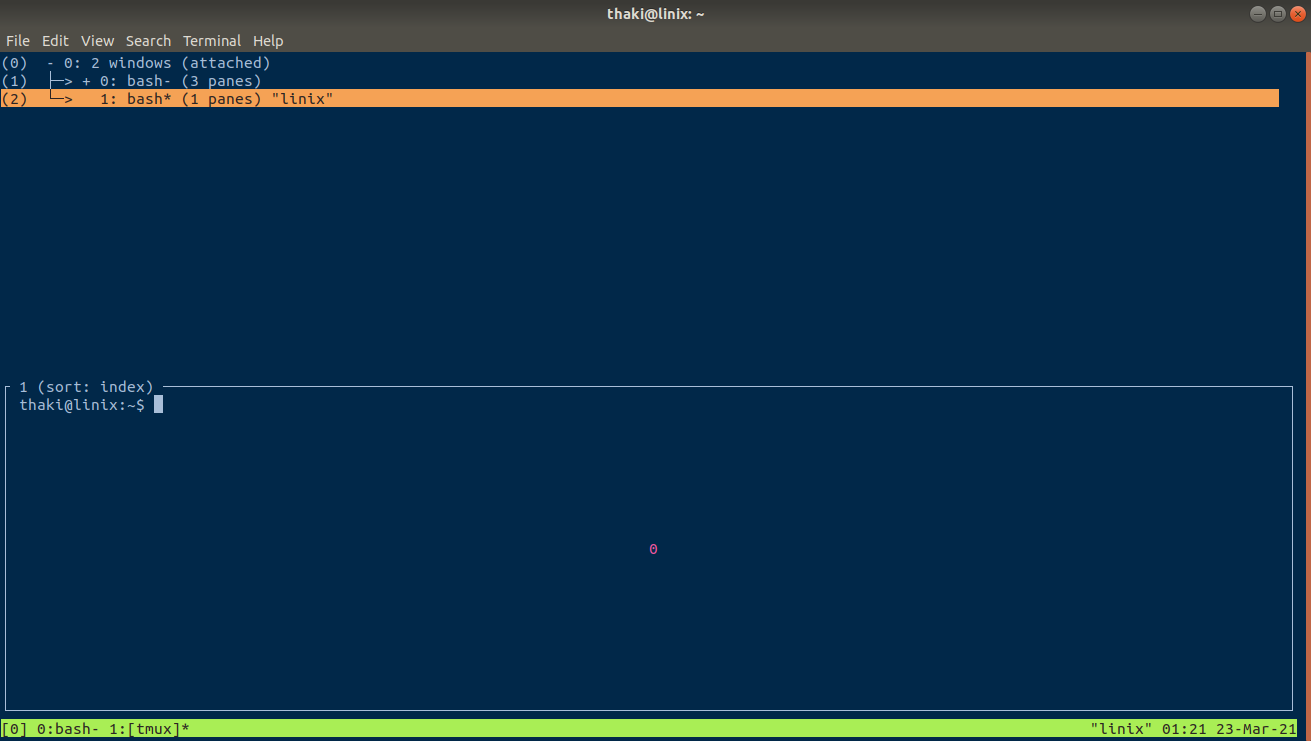 thaki@linix: ~
File Edit View Search Terminal Help
(0) - 0: 2 windows (attached)
(1) ├─> + 0: bash- (3 panes)
(2) └─> 1: bash* (1 panes) "linix"
1 (sort: index)
thaki@linix:~$
0
[0] 0:bash- 1:[tmux]* "linix" 01:21 23-Mar-21